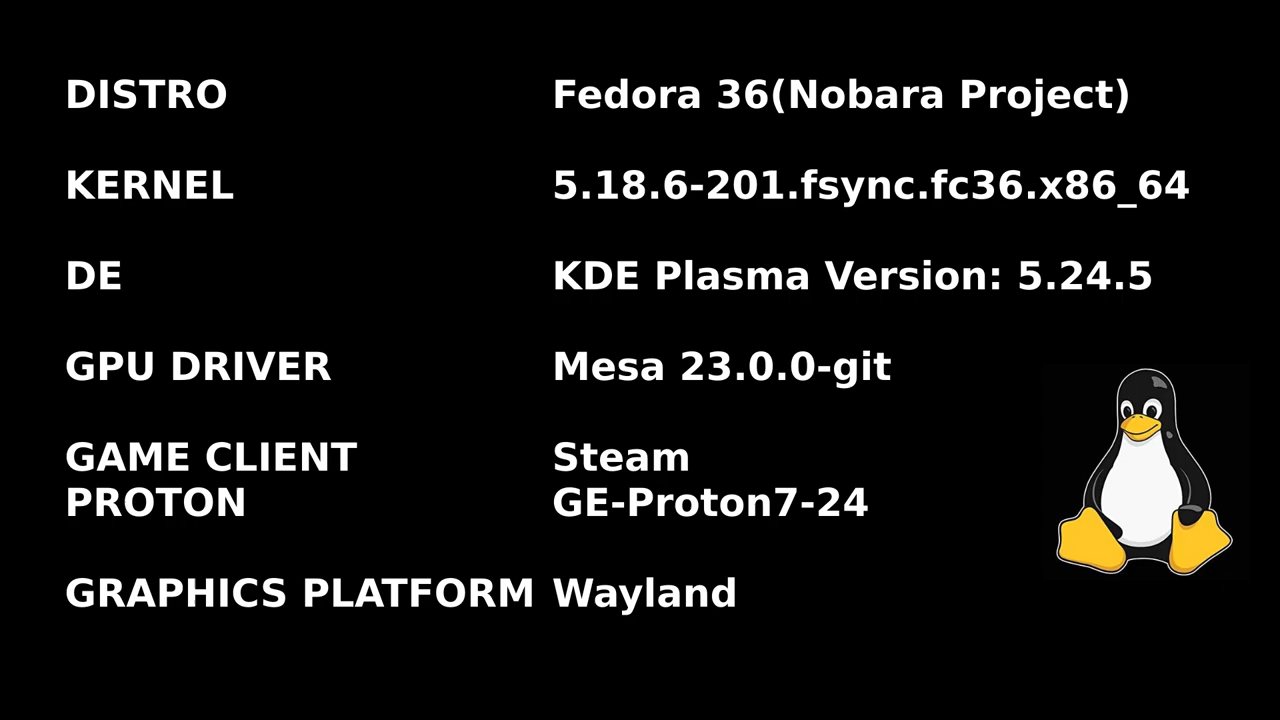 DISTRO Fedora 36(Nobara Project)
KERNEL 5.18.6-201.fsync.fc36.x86_64
DE KDE Plasma Version: 5.24.5
GPU DRIVER Mesa 23.0.0-git
GAME CLIENT Steam
PROTON GE-Proton7-24
GRAPHICS PLATFORM Wayland